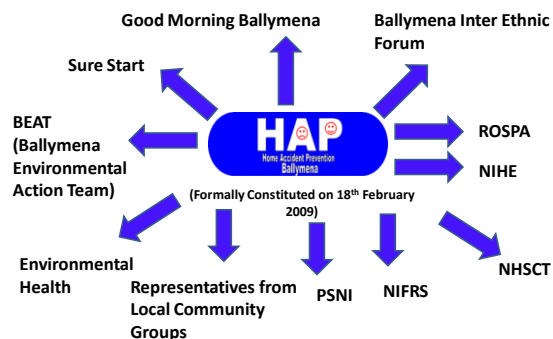 Good Morning Ballymena
Ballymena Inter Ethnic
Forum
Sure Start
BEAT
(Ballymena
Environmental
Action Team)
HAP
Home Accident Prevention
Ballymena
ROSPA
NIHE
(Formally Constituted on 18th February
2009)
Environmental
Health
Representatives from
Local Community
Groups
PSNI
NIFRS
NHSCT